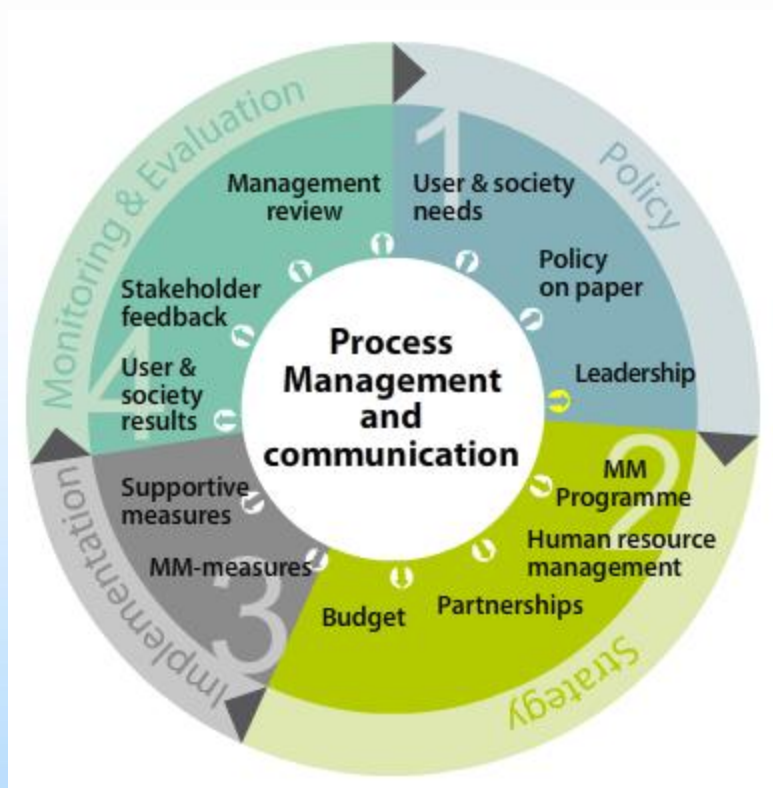 Process
Management
and
communication
1
Policy
User & society
needs
Policy
on paper
Leadership
2
Strategy
MM
Programme
Human resource
management
Partnerships
Budget
3
Implementation
MM-measures
Supportive
measures
4
Monitoring & Evaluation
User &
society
results
Stakeholder
feedback
Management
review